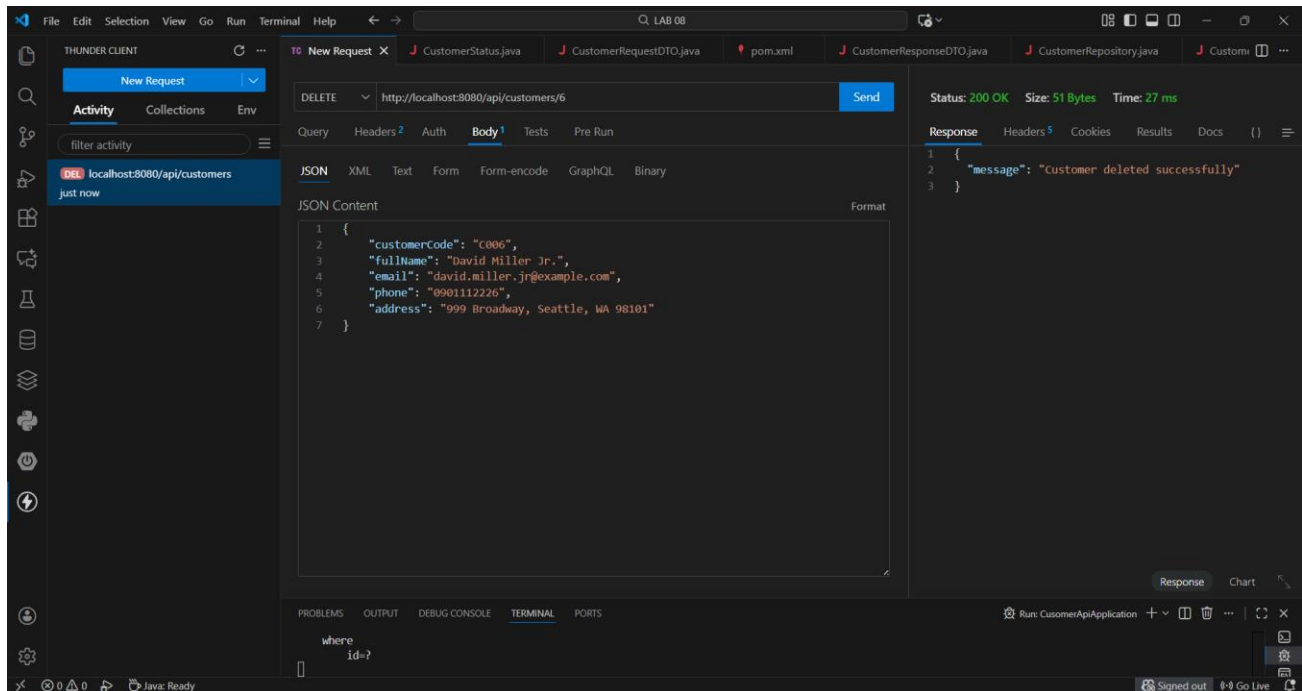 File Edit Selection View Go Run Terminal Help
LAB 08
THUNDER CLIENT
New Request
Activity Collections Env
filter activity
DEL localhost:8080/api/customers
just now
TC New Request
J CustomerStatus.java
J CustomerRequestDTO.java
pom.xml
J CustomerResponseDTO.java
J CustomerRepository.java
J Custom
DELETE http://localhost:8080/api/customers/6 Send
Query Headers 2 Auth Body 1 Tests Pre Run
JSON XML Text Form Form-encode GraphQL Binary
JSON Content Format
1 {
2 "customerCode": "C006",
3 "fullName": "David Miller Jr.",
4 "email": "david.miller.jr@example.com",
5 "phone": "0901112226",
6 "address": "999 Broadway, Seattle, WA 98101"
7 }
Status: 200 OK Size: 51 Bytes Time: 27 ms
Response Headers 5 Cookies Results Docs {}
1 {
2 "message": "Customer deleted successfully"
3 }
Response Chart
PROBLEMS OUTPUT DEBUG CONSOLE TERMINAL PORTS
Run: CusomerApiApplication
where
id=?
0 0 Java: Ready
Signed out Go Live